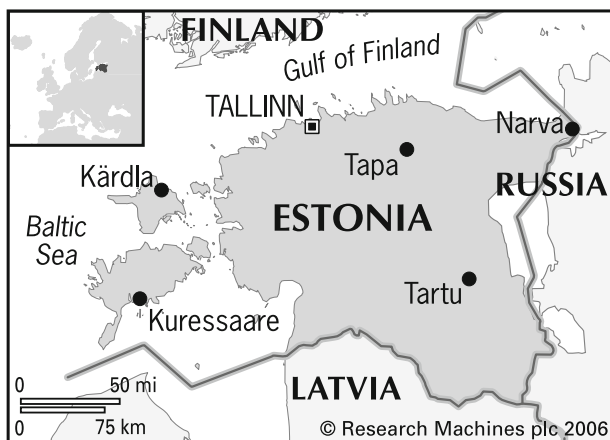 FINLAND
Gulf of Finland
TALLINN
Narva
Tapa
Kärdla
RUSSIA
ESTONIA
Baltic
Sea
Tartu
Kuressaare
LATVIA
0 50 mi
0 75 km
© Research Machines plc 2006